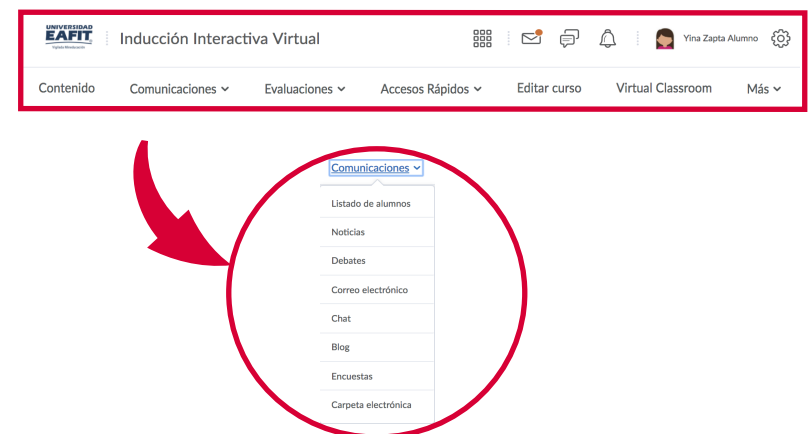 UNIVERSIDAD
EAFIT
Inducción Interactiva Virtual
Yina Zapta Alumno
Contenido Comunicaciones Evaluaciones Accesos Rápidos Editar curso Virtual Classroom Más
Comunicaciones
Listado de alumnos
Noticias
Debates
Correo electrónico
Chat
Blog
Encuestas
Carpeta electrónica